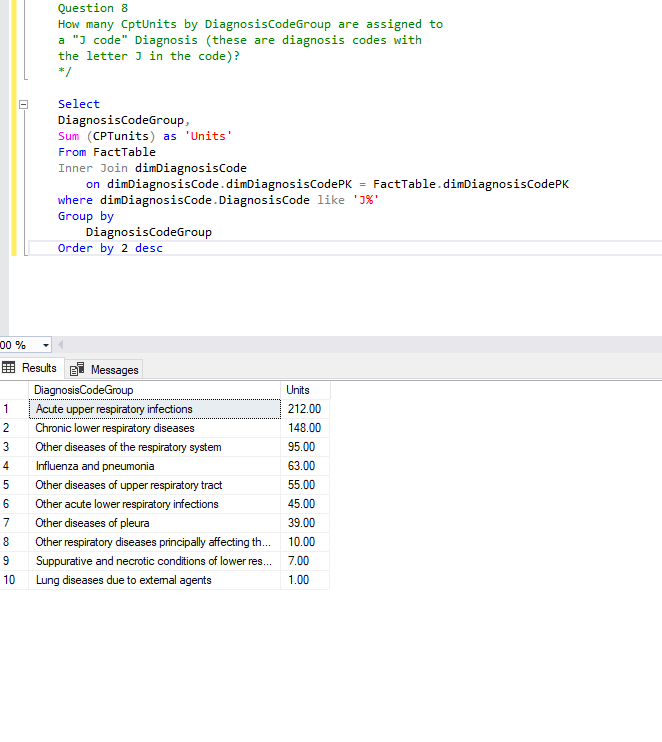 Question 8
How many CptUnits by DiagnosisCodeGroup are assigned to
a "J code" Diagnosis (these are diagnosis codes with
the letter J in the code)?
*/
Select
DiagnosisCodeGroup,
Sum (CPTunits) as 'Units'
From FactTable
Inner Join dimDiagnosisCode
on dimDiagnosisCode.dimDiagnosisCodePK = FactTable.dimDiagnosisCodePK
where dimDiagnosisCode.DiagnosisCode like 'J%'
Group by
DiagnosisCodeGroup
Order by 2 desc
00 %
Results Messages
DiagnosisCodeGroup Units
1 Acute upper respiratory infections 212.00
2 Chronic lower respiratory diseases 148.00
3 Other diseases of the respiratory system 95.00
4 Influenza and pneumonia 63.00
5 Other diseases of upper respiratory tract 55.00
6 Other acute lower respiratory infections 45.00
7 Other diseases of pleura 39.00
8 Other respiratory diseases principally affecting th... 10.00
9 Suppurative and necrotic conditions of lower res... 7.00
10 Lung diseases due to external agents 1.00